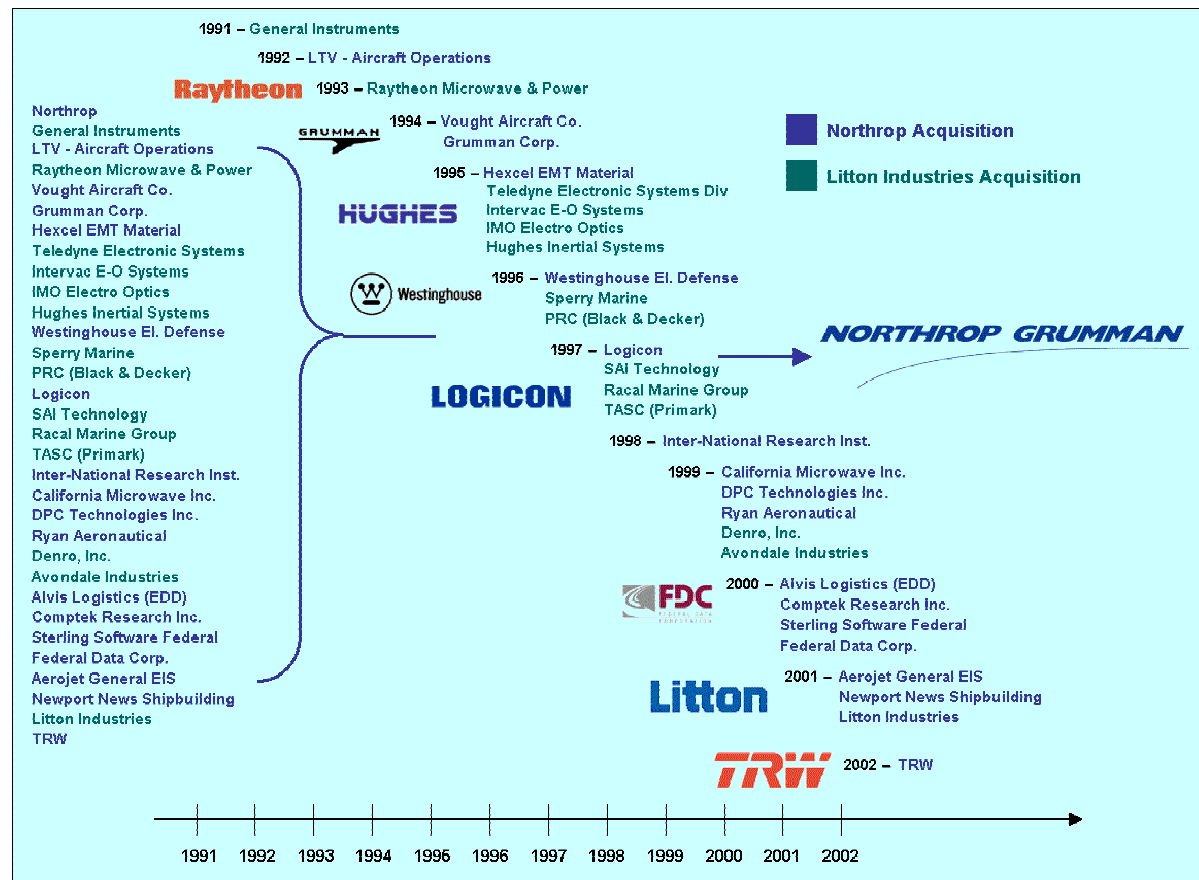 1991 – General Instruments
1992 – LTV - Aircraft Operations
Raytheon
1993 – Raytheon Microwave & Power
Northrop
General Instruments
LTV - Aircraft Operations
Raytheon Microwave & Power
Vought Aircraft Co.
Grumman Corp.
Hexcel EMT Material
Teledyne Electronic Systems
Intervac E-O Systems
IMO Electro Optics
Hughes Inertial Systems
Westinghouse El. Defense
Sperry Marine
PRC (Black & Decker)
Logicon
SAI Technology
Racal Marine Group
TASC (Primark)
Inter-National Research Inst.
California Microwave Inc.
DPC Technologies Inc.
Ryan Aeronautical
Denro, Inc.
Avondale Industries
Alvis Logistics (EDD)
Comptek Research Inc.
Sterling Software Federal
Federal Data Corp.
Aerojet General EIS
Newport News Shipbuilding
Litton Industries
TRW
GRUMMAN
1994 – Vought Aircraft Co.
Grumman Corp.
Northrop Acquisition
Litton Industries Acquisition
1995 – Hexcel EMT Material
Teledyne Electronic Systems Div
Intervac E-O Systems
IMO Electro Optics
Hughes Inertial Systems
HUGHES
W Westinghouse
1996 – Westinghouse El. Defense
Sperry Marine
PRC (Black & Decker)
NORTHROP GRUMMAN
1997 – Logicon
SAI Technology
Racal Marine Group
TASC (Primark)
LOGICON
1998 – Inter-National Research Inst.
1999 – California Microwave Inc.
DPC Technologies Inc.
Ryan Aeronautical
Denro, Inc.
Avondale Industries
FDC
2000 – Alvis Logistics (EDD)
Comptek Research Inc.
Sterling Software Federal
Federal Data Corp.
Litton
2001 – Aerojet General EIS
Newport News Shipbuilding
Litton Industries
TRW
2002 – TRW
1991 1992 1993 1994 1995 1996 1997 1998 1999 2000 2001 2002